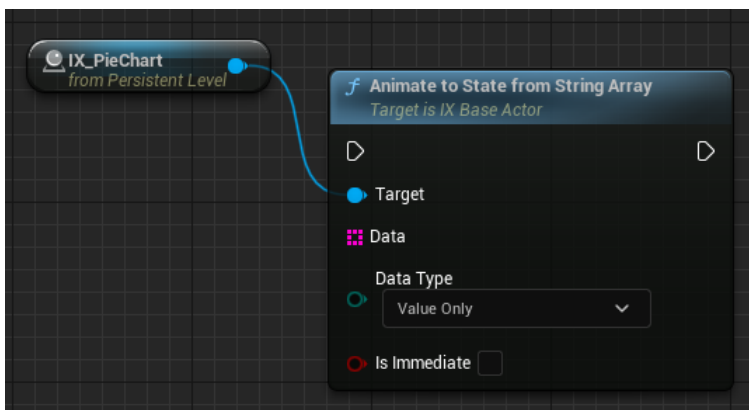 IX_PieChart
from Persistent Level
f Animate to State from String Array
Target is IX Base Actor
Target
Data
Data Type
Value Only
Is Immediate